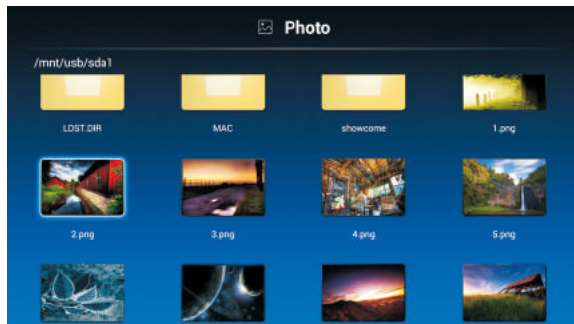 Photo
/mnt/usb/sda1
LOST.DIR MAC showcome 1.png
2.png 3.png 4.png 5.png